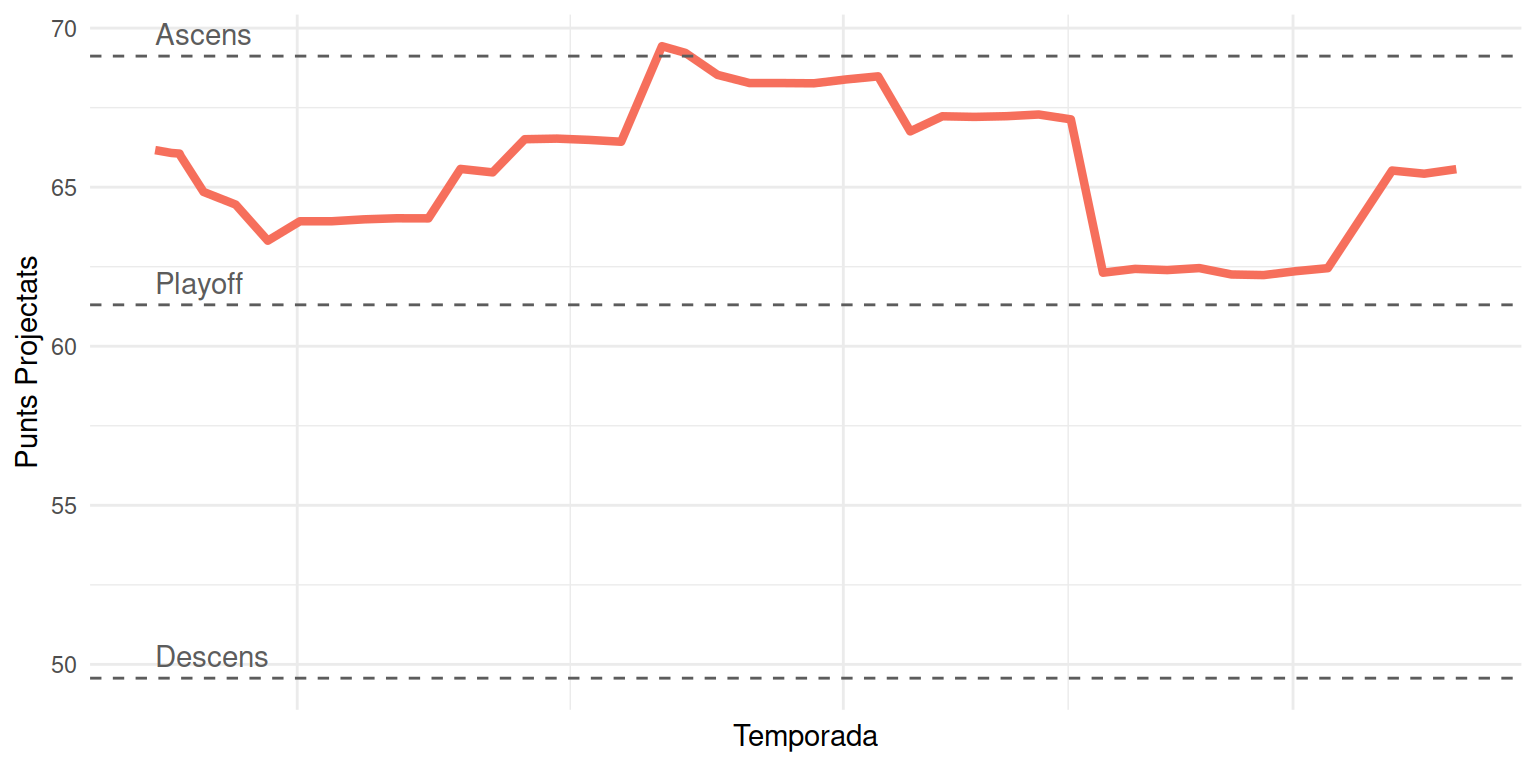 70
Ascens
65
Playoff
60
55
Descens
50
Punts Projectats
Temporada